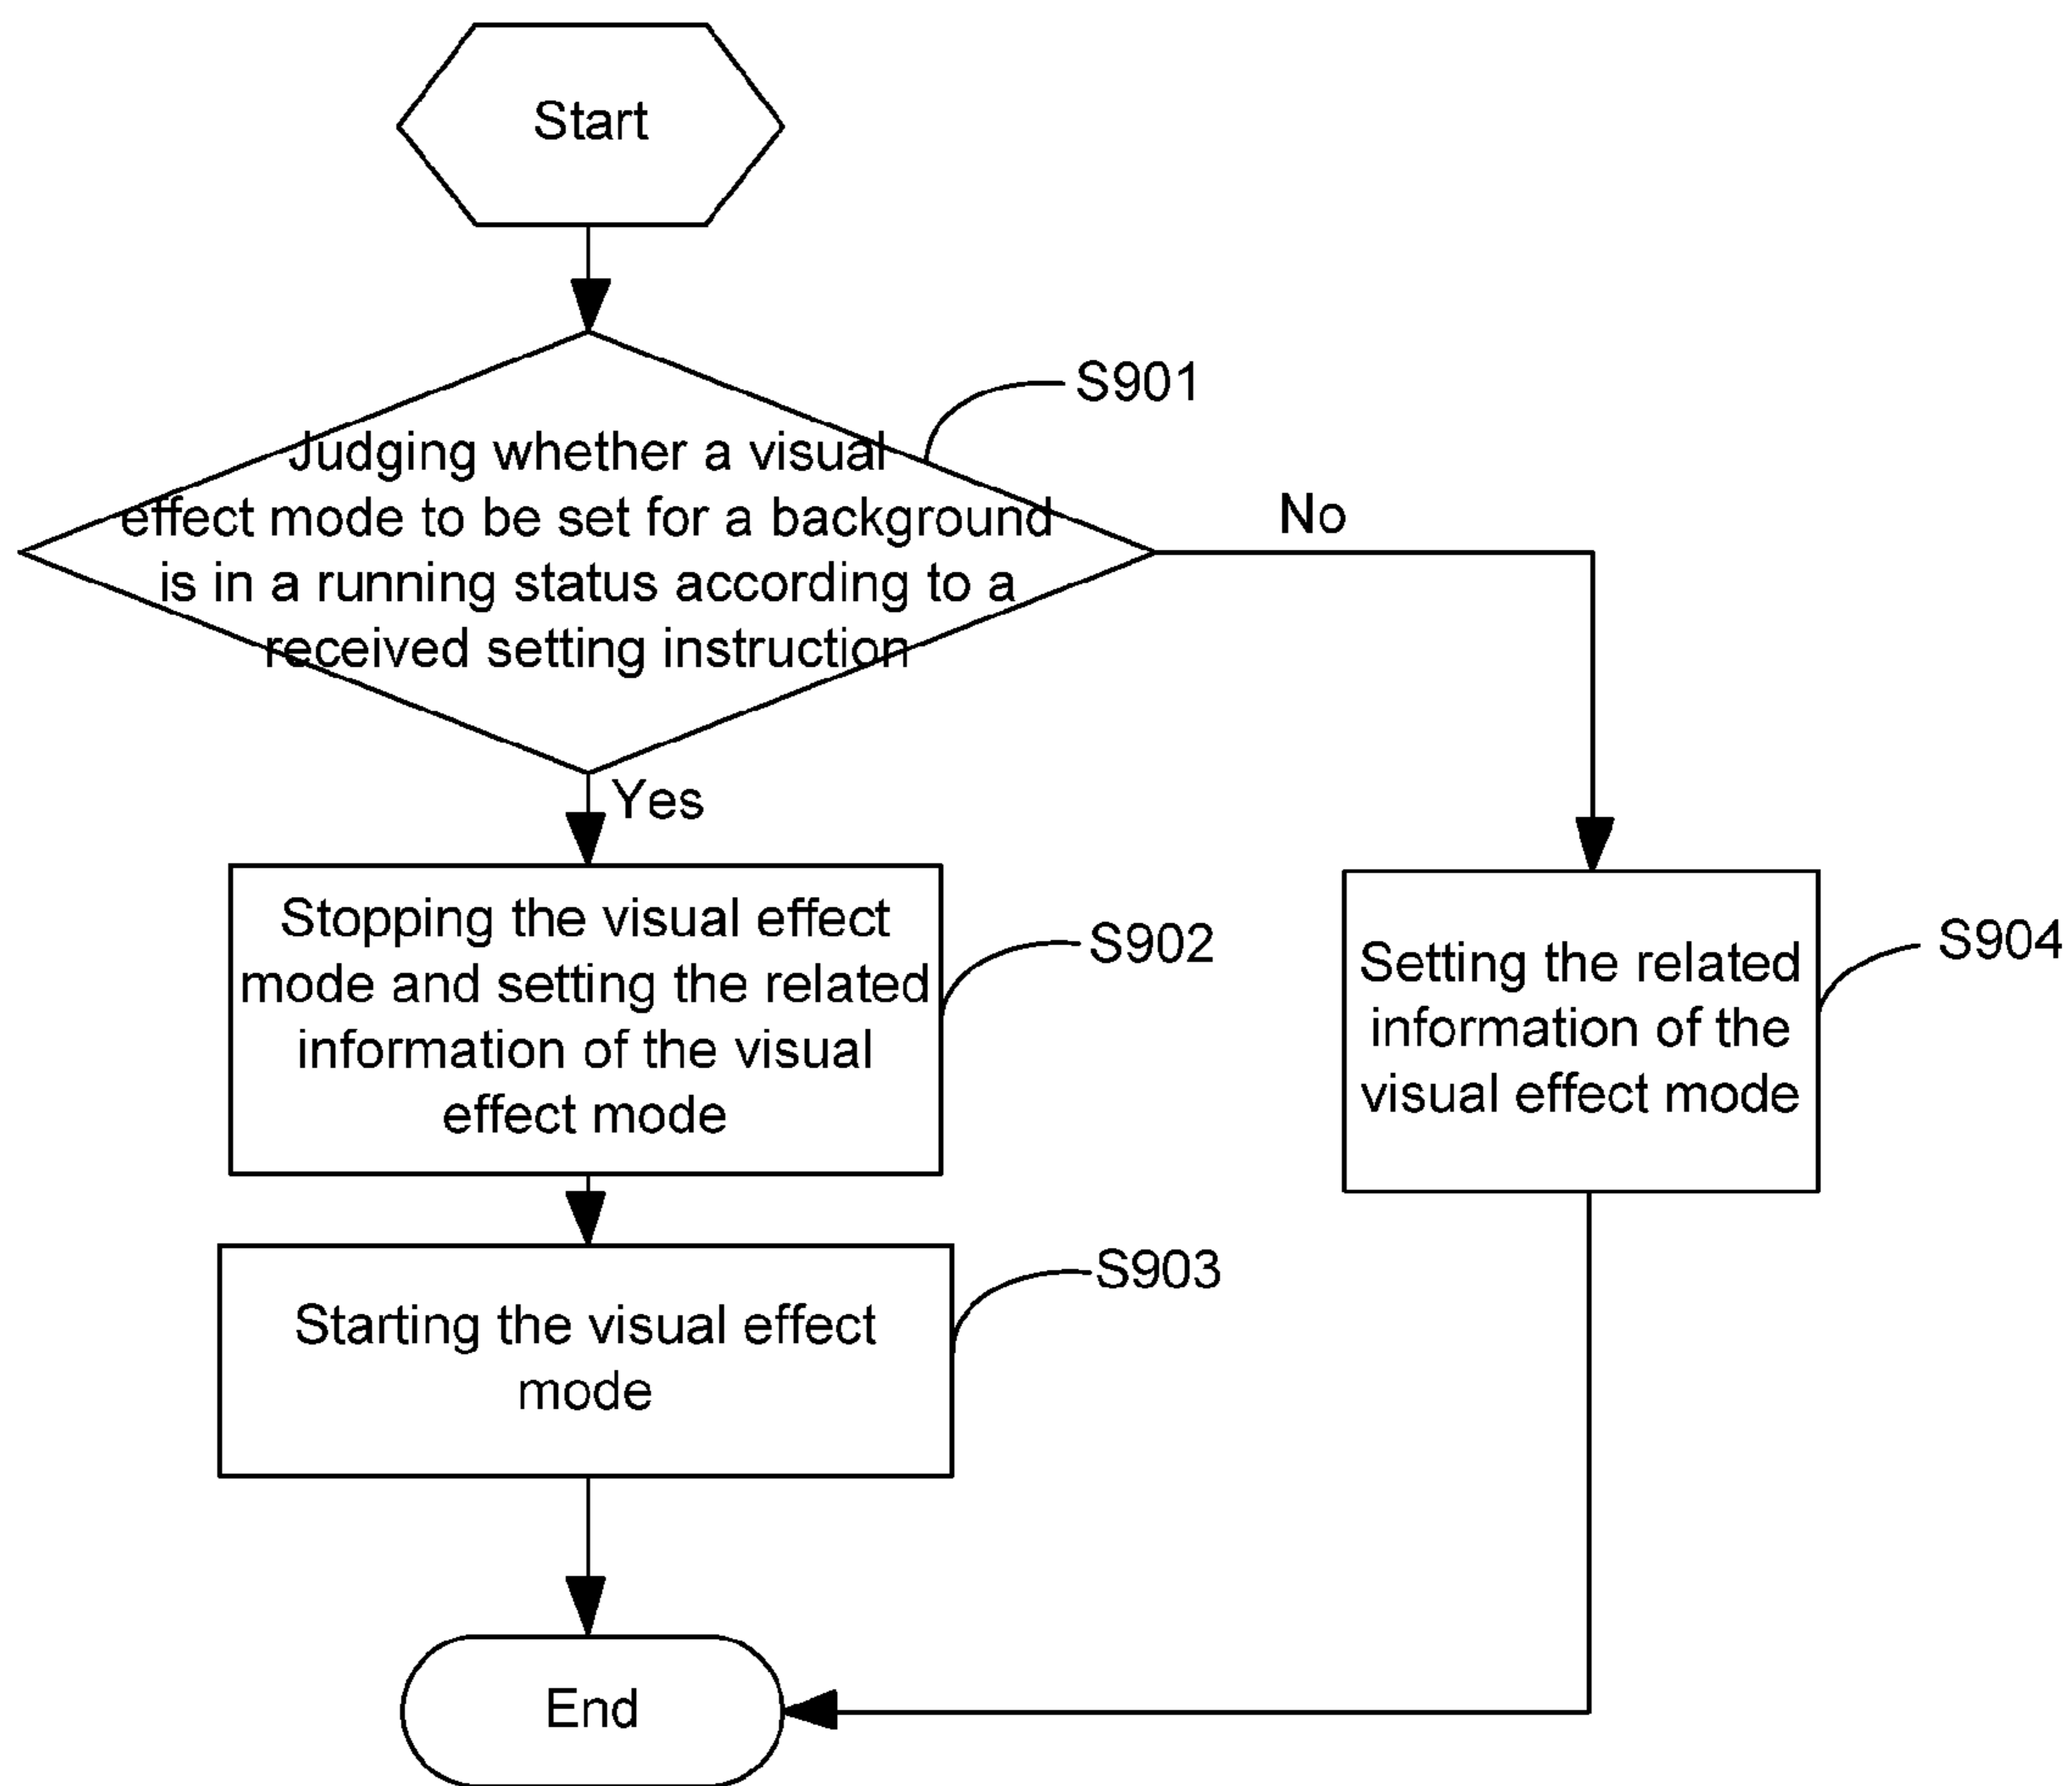 Start
S901
Judging whether a visual
effect mode to be set for a background
is in a running status according to a
received setting instruction
No
Yes
Stopping the visual effect
mode and setting the related
information of the visual
effect mode
S902
Setting the related
information of the
visual effect mode
S904
Starting the visual effect
mode
S903
End